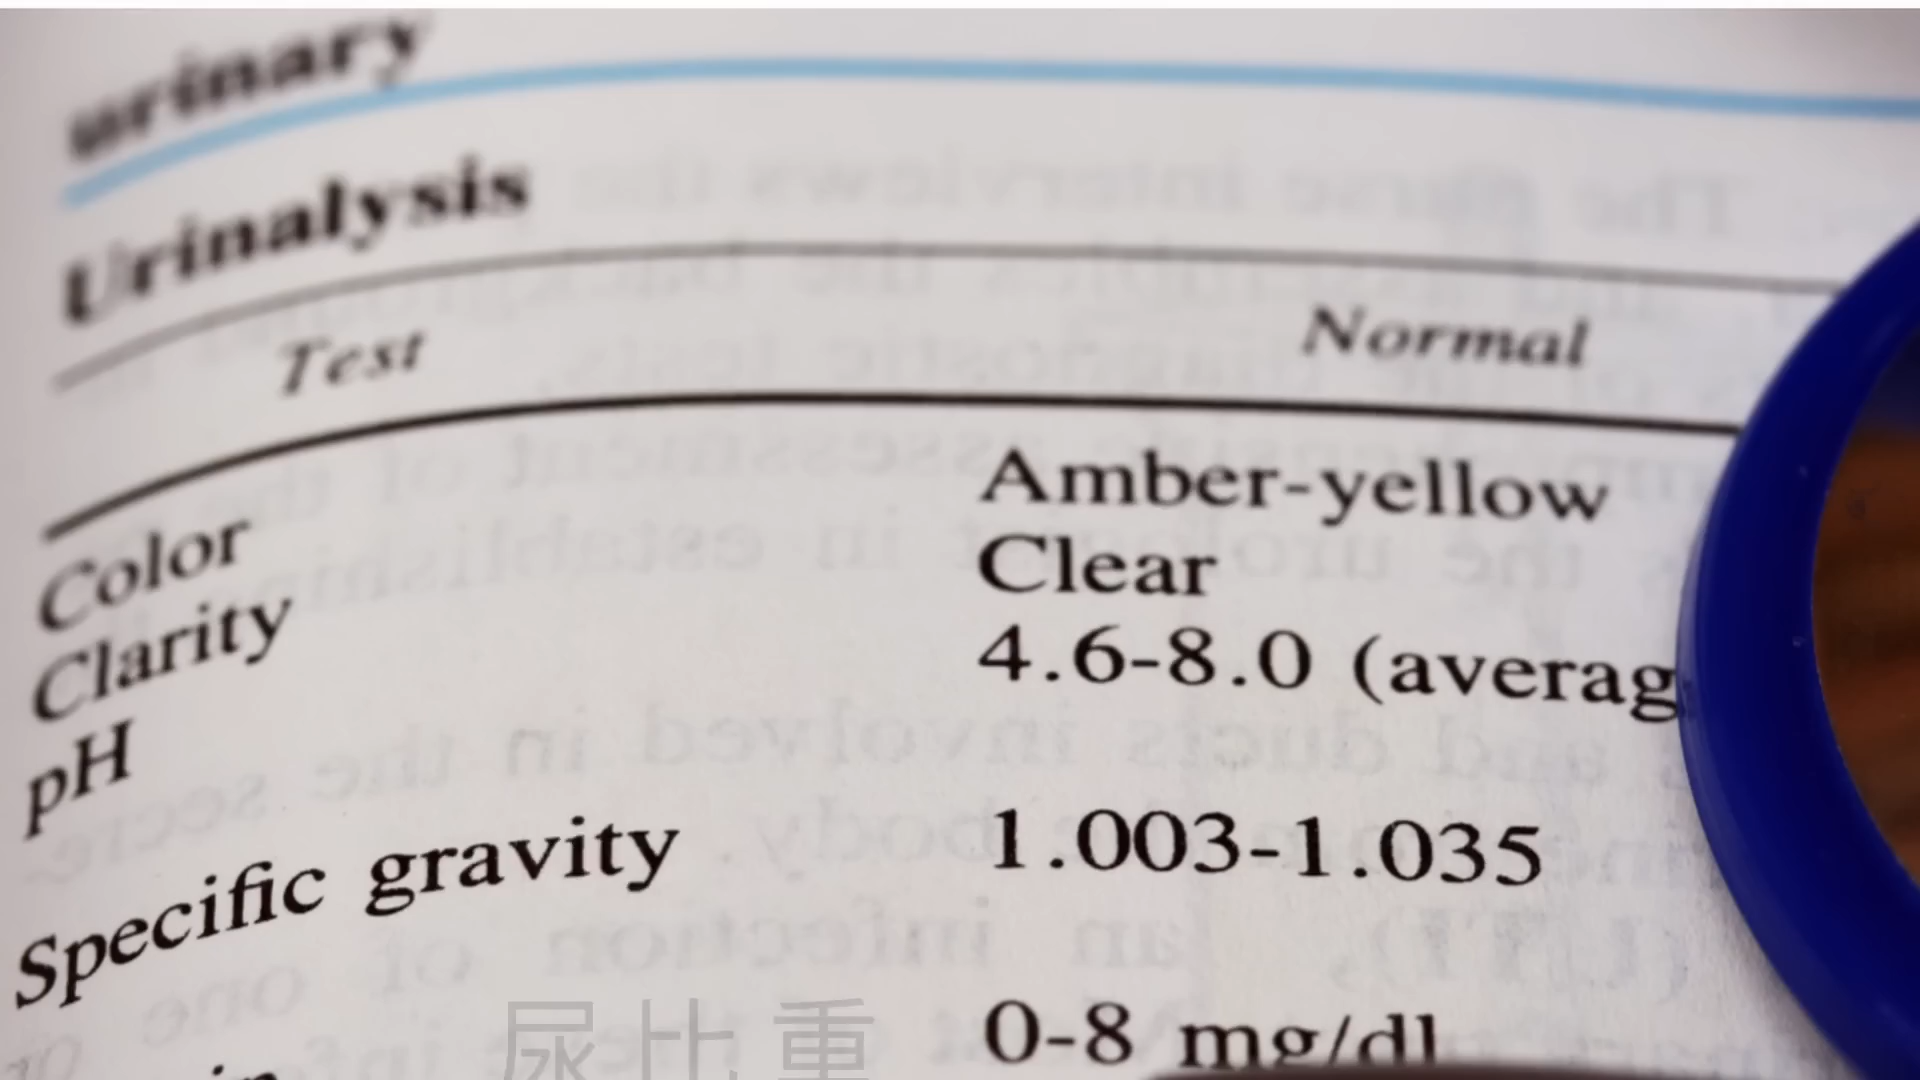 urinary
Urinalysis
Test Normal
Color Amber-yellow
Clarity Clear
pH 4.6-8.0 (averag
Specific gravity 1.003-1.035
0-8 mg/dl
尿比重